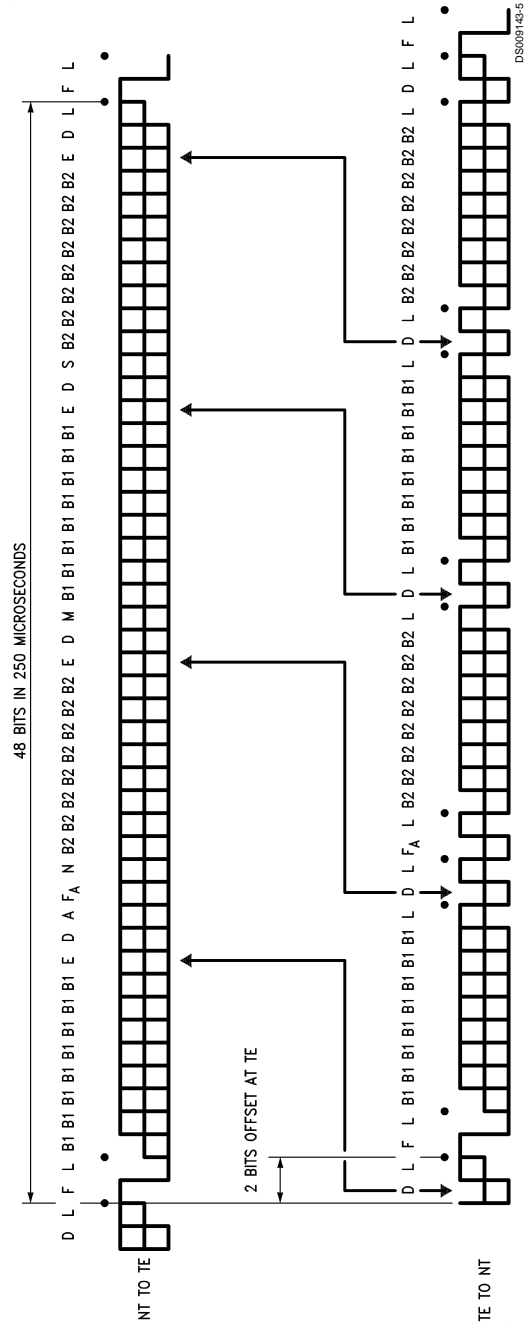 48 BITS IN 250 MICROSECONDS
D L F L B1 B1 B1 B1 B1 B1 B1 B1 E D A FA N B2 B2 B2 B2 B2 B2 B2 B2 E D M B1 B1 B1 B1 B1 B1 B1 B1 E D S B2 B2 B2 B2 B2 B2 B2 B2 E D L F L
NT TO TE
2 BITS OFFSET AT TE
D L F L B1 B1 B1 B1 B1 B1 B1 B1 L D L FA L B2 B2 B2 B2 B2 B2 B2 B2 L D L B1 B1 B1 B1 B1 B1 B1 B1 L D L B2 B2 B2 B2 B2 B2 B2 B2 L D L F L
TE TO NT
DS009143-5